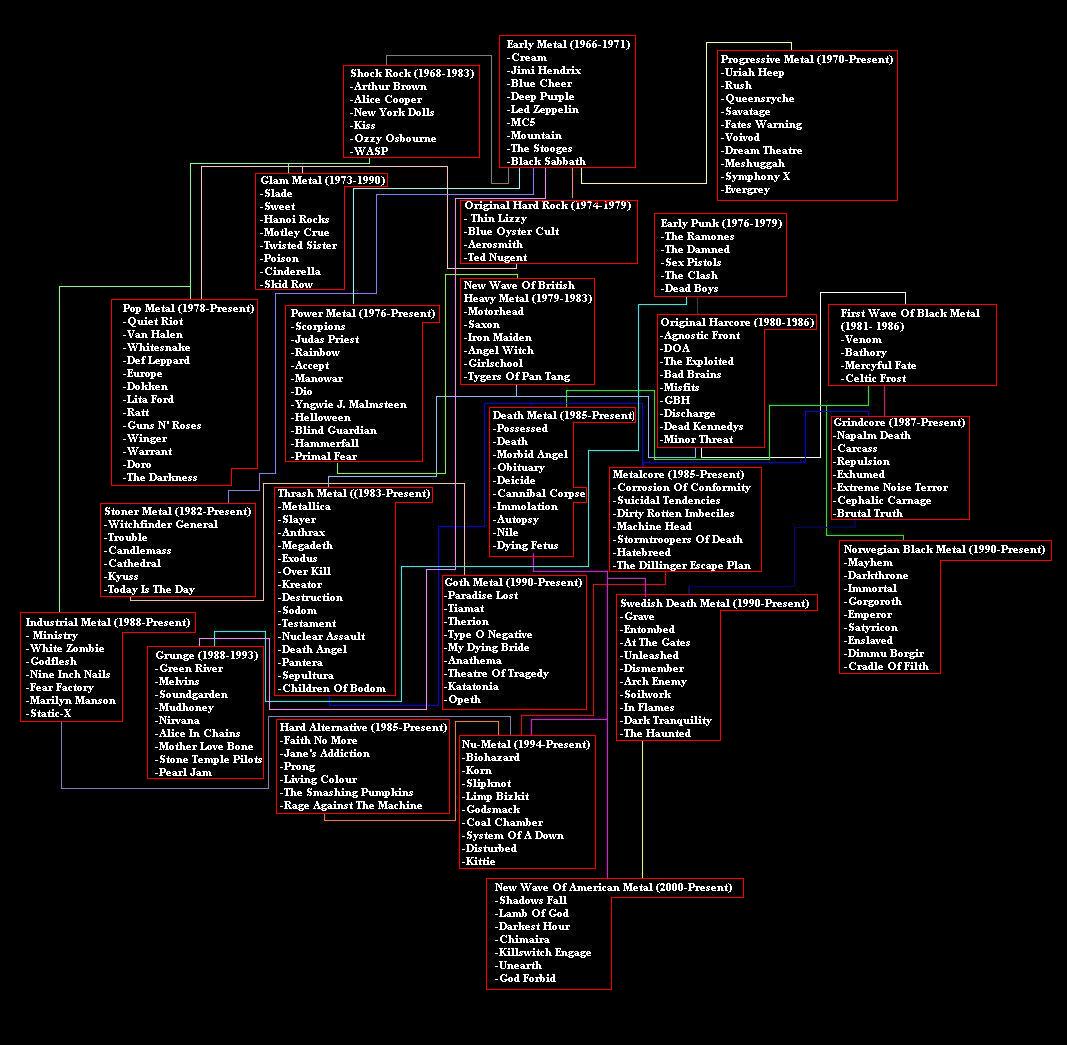 Early Metal (1966-1971)
-Cream
-Jimi Hendrix
-Blue Cheer
-Deep Purple
-Led Zeppelin
-MC5
-Mountain
-The Stooges
-Black Sabbath
Shock Rock (1968-1983)
-Arthur Brown
-Alice Cooper
-New York Dolls
-Kiss
-Ozzy Osbourne
-WASP
Progressive Metal (1970-Present)
-Uriah Heep
-Rush
-Queensryche
-Savatage
-Fates Warning
-Voivod
-Dream Theatre
-Meshuggah
-Symphony X
-Evergrey
Glam Metal (1973-1990)
-Slade
-Sweet
-Hanoi Rocks
-Motley Crue
-Twisted Sister
-Poison
-Cinderella
-Skid Row
Original Hard Rock (1974-1979)
- Thin Lizzy
-Blue Oyster Cult
-Aerosmith
-Ted Nugent
Early Punk (1976-1979)
-The Ramones
-The Damned
-Sex Pistols
-The Clash
-Dead Boys
New Wave Of British
Heavy Metal (1979-1983)
-Motorhead
-Saxon
-Iron Maiden
-Angel Witch
-Girlschool
-Tygers Of Pan Tang
Pop Metal (1978-Present)
-Quiet Riot
-Van Halen
-Whitesnake
-Def Leppard
-Europe
-Dokken
-Lita Ford
-Ratt
-Guns N' Roses
-Winger
-Warrant
-Doro
-The Darkness
Power Metal (1976-Present)
-Scorpions
-Judas Priest
-Rainbow
-Accept
-Manowar
-Dio
-Yngwie J. Malmsteen
-Helloween
-Blind Guardian
-Hammerfall
-Primal Fear
Original Harcore (1980-1986)
-Agnostic Front
-DOA
-The Exploited
-Bad Brains
-Misfits
-GBH
-Discharge
-Dead Kennedys
-Minor Threat
First Wave Of Black Metal
(1981- 1986)
-Venom
-Bathory
-Mercyful Fate
-Celtic Frost
Death Metal (1985-Present)
-Possessed
-Death
-Morbid Angel
-Obituary
-Deicide
-Cannibal Corpse
-Immolation
-Autopsy
-Nile
-Dying Fetus
Grindcore (1987-Present)
-Napalm Death
-Carcass
-Repulsion
-Exhumed
-Extreme Noise Terror
-Cephalic Carnage
-Brutal Truth
Metalcore (1985-Present)
-Corrosion Of Conformity
-Suicidal Tendencies
-Dirty Rotten Imbeciles
-Machine Head
-Stormtroopers Of Death
-Hatebreed
-The Dillinger Escape Plan
Thrash Metal ((1983-Present)
-Metallica
-Slayer
-Anthrax
-Megadeth
-Exodus
-Over Kill
-Kreator
-Destruction
-Sodom
-Testament
-Nuclear Assault
-Death Angel
-Pantera
-Sepultura
-Children Of Bodom
Stoner Metal (1982-Present)
-Witchfinder General
-Trouble
-Candlemass
-Cathedral
-Kyuss
-Today Is The Day
Norwegian Black Metal (1990-Present)
-Mayhem
-Darkthrone
-Immortal
-Gorgoroth
-Emperor
-Satyricon
-Enslaved
-Dimmu Borgir
-Cradle Of Filth
Goth Metal (1990-Present)
-Paradise Lost
-Tiamat
-Therion
-Type O Negative
-My Dying Bride
-Anathema
-Theatre Of Tragedy
-Katatonia
-Opeth
Swedish Death Metal (1990-Present)
-Grave
-Entombed
-At The Gates
-Unleashed
-Dismember
-Arch Enemy
-Soilwork
-In Flames
-Dark Tranquility
-The Haunted
Industrial Metal (1988-Present)
- Ministry
-White Zombie
-Godflesh
-Nine Inch Nails
-Fear Factory
-Marilyn Manson
-Static-X
Grunge (1988-1993)
-Green River
-Melvins
-Soundgarden
-Mudhoney
-Nirvana
-Alice In Chains
-Mother Love Bone
-Stone Temple Pilots
-Pearl Jam
Hard Alternative (1985-Present)
-Faith No More
-Jane's Addiction
-Prong
-Living Colour
-The Smashing Pumpkins
-Rage Against The Machine
Nu-Metal (1994-Present)
-Biohazard
-Korn
-Slipknot
-Limp Bizkit
-Godsmack
-Coal Chamber
-System Of A Down
-Disturbed
-Kittie
New Wave Of American Metal (2000-Present)
-Shadows Fall
-Lamb Of God
-Darkest Hour
-Chimaira
-Killswitch Engage
-Unearth
-God Forbid